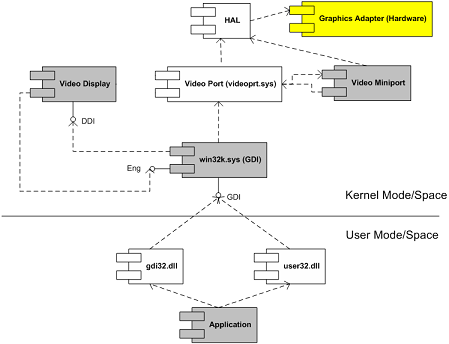 HAL
Graphics Adapter (Hardware)
Video Display
Video Port (videoprt.sys)
Video Miniport
DDI
win32k.sys (GDI)
Eng
GDI
Kernel Mode/Space
User Mode/Space
gdi32.dll
user32.dll
Application